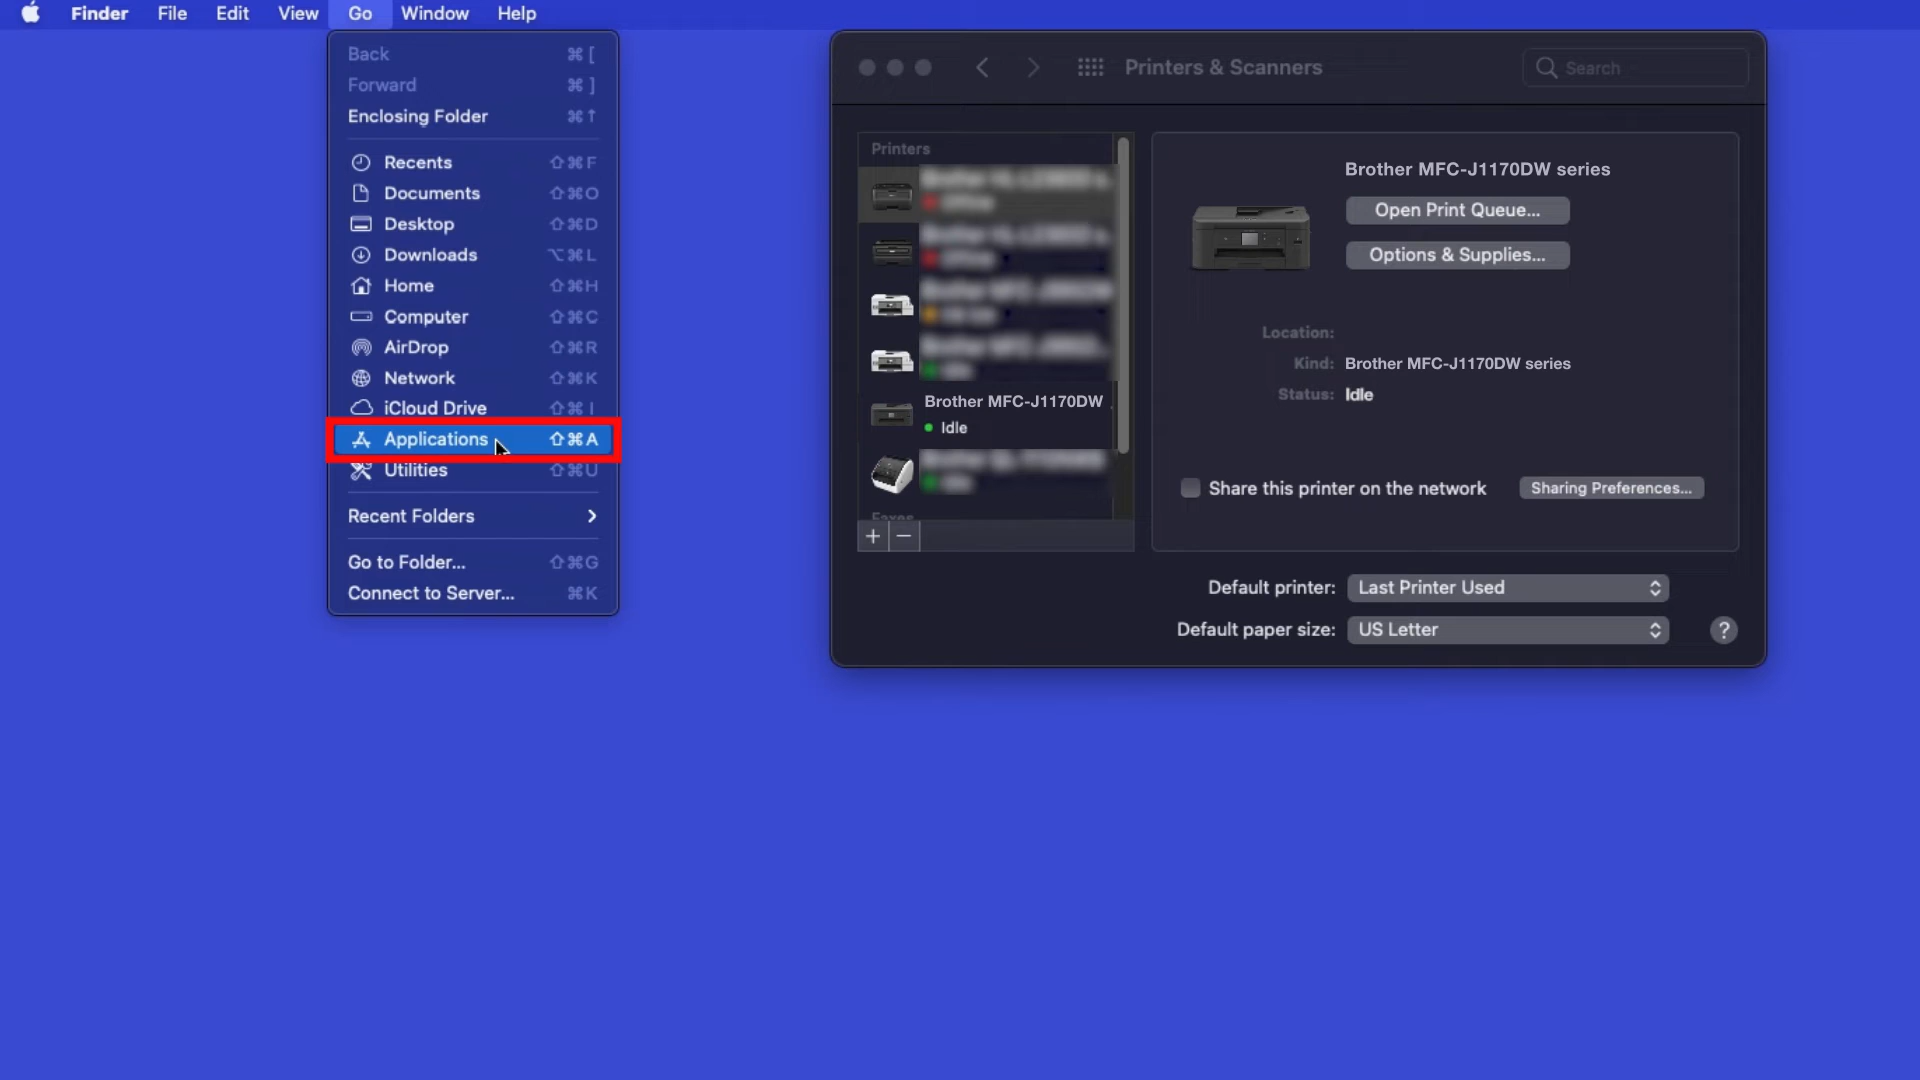 Finder File Edit View Go Window Help
Back ⌘ [
Forward ⌘ ]
Enclosing Folder ⌘↑
Recents ⇧⌘F
Documents ⇧⌘O
Desktop ⇧⌘D
Downloads ⌥⌘L
Home ⇧⌘H
Computer ⇧⌘C
AirDrop ⇧⌘R
Network ⇧⌘K
iCloud Drive ⇧⌘I
Applications ⇧⌘A
Utilities ⇧⌘U
Recent Folders
Go to Folder... ⇧⌘G
Connect to Server... ⌘K
Printers & Scanners
Search
Printers
Brother MFC-J1170DW
Idle
Faxes
+ −
Brother MFC-J1170DW series
Open Print Queue...
Options & Supplies...
Location:
Kind: Brother MFC-J1170DW series
Status: Idle
Share this printer on the network
Sharing Preferences...
Default printer: Last Printer Used
Default paper size: US Letter
?